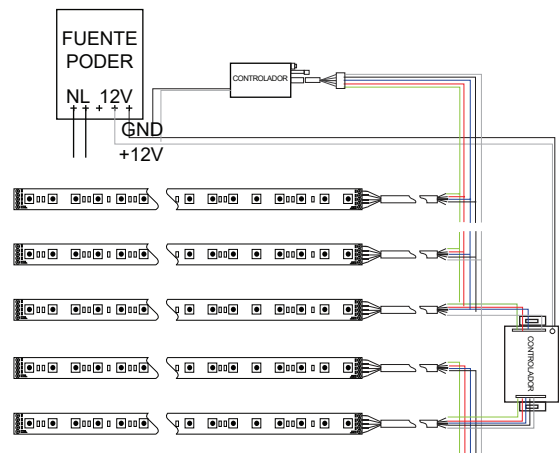 FUENTE
PODER
NL + 12V
GND
+12V
CONTROLADOR
CONTROLADOR